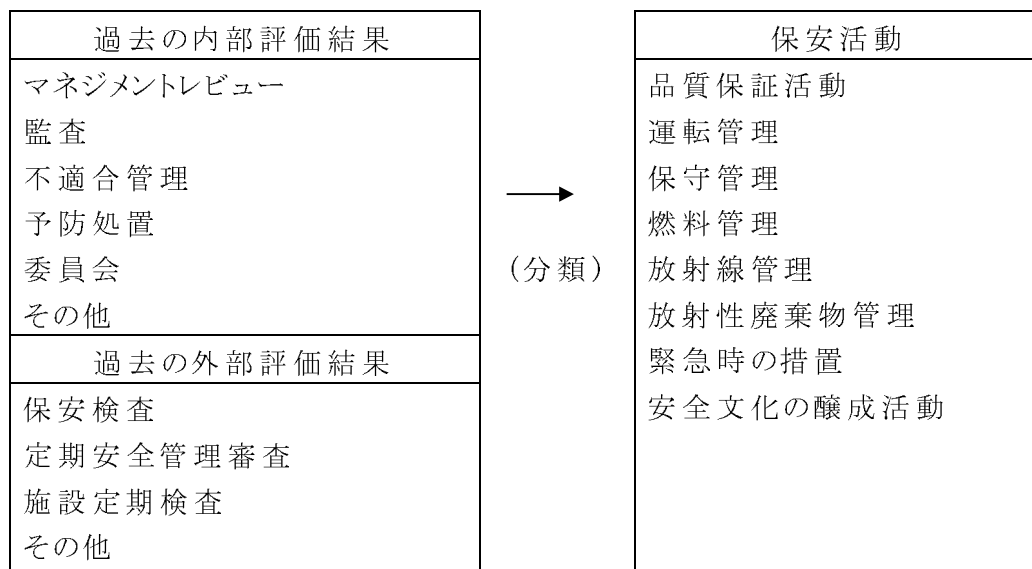 過去の内部評価結果
マネジメントレビュー
監査
不適合管理
予防処置
委員会
その他
過去の外部評価結果
保安検査
定期安全管理審査
施設定期検査
その他
(分類)
保安活動
品質保証活動
運転管理
保守管理
燃料管理
放射線管理
放射性廃棄物管理
緊急時の措置
安全文化の醸成活動